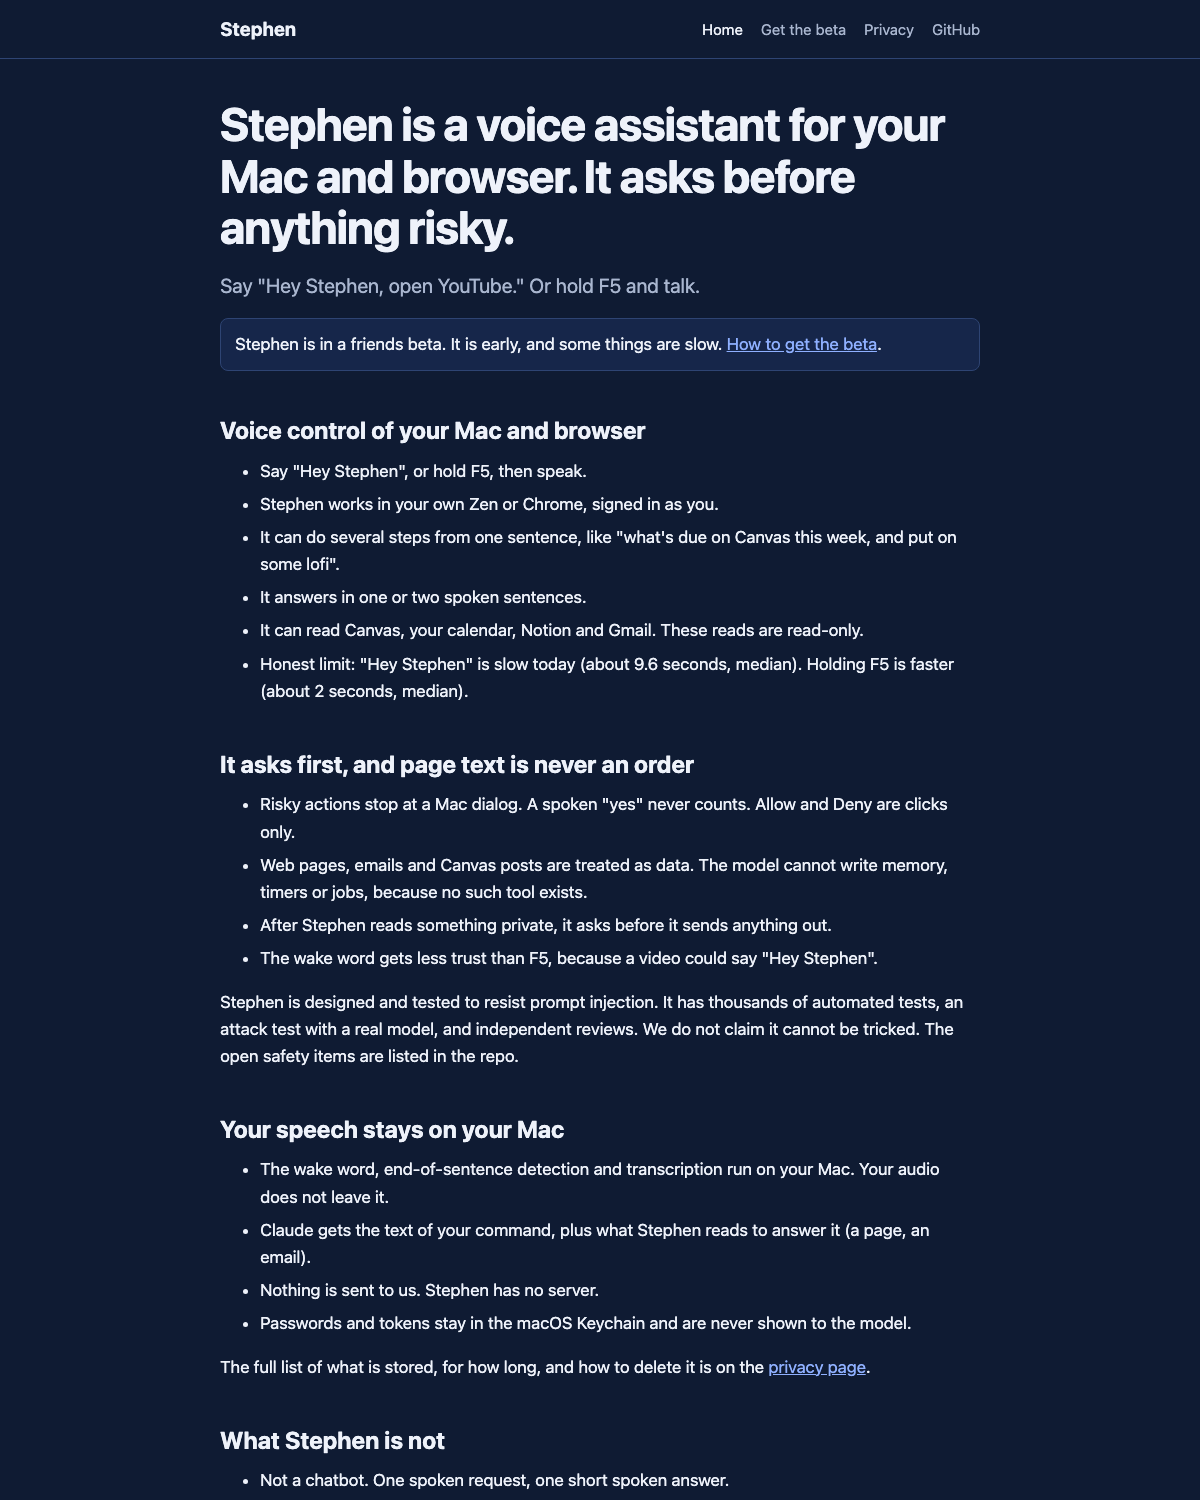 Stephen
Home Get the beta Privacy GitHub
Stephen is a voice assistant for your
Mac and browser. It asks before
anything risky.
Say "Hey Stephen, open YouTube." Or hold F5 and talk.
Stephen is in a friends beta. It is early, and some things are slow. How to get the beta.
Voice control of your Mac and browser
• Say "Hey Stephen", or hold F5, then speak.
• Stephen works in your own Zen or Chrome, signed in as you.
• It can do several steps from one sentence, like "what's due on Canvas this week, and put on
some lofi".
• It answers in one or two spoken sentences.
• It can read Canvas, your calendar, Notion and Gmail. These reads are read-only.
• Honest limit: "Hey Stephen" is slow today (about 9.6 seconds, median). Holding F5 is faster
(about 2 seconds, median).
It asks first, and page text is never an order
• Risky actions stop at a Mac dialog. A spoken "yes" never counts. Allow and Deny are clicks
only.
• Web pages, emails and Canvas posts are treated as data. The model cannot write memory,
timers or jobs, because no such tool exists.
• After Stephen reads something private, it asks before it sends anything out.
• The wake word gets less trust than F5, because a video could say "Hey Stephen".
Stephen is designed and tested to resist prompt injection. It has thousands of automated tests, an
attack test with a real model, and independent reviews. We do not claim it cannot be tricked. The
open safety items are listed in the repo.
Your speech stays on your Mac
• The wake word, end-of-sentence detection and transcription run on your Mac. Your audio
does not leave it.
• Claude gets the text of your command, plus what Stephen reads to answer it (a page, an
email).
• Nothing is sent to us. Stephen has no server.
• Passwords and tokens stay in the macOS Keychain and are never shown to the model.
The full list of what is stored, for how long, and how to delete it is on the privacy page.
What Stephen is not
• Not a chatbot. One spoken request, one short spoken answer.